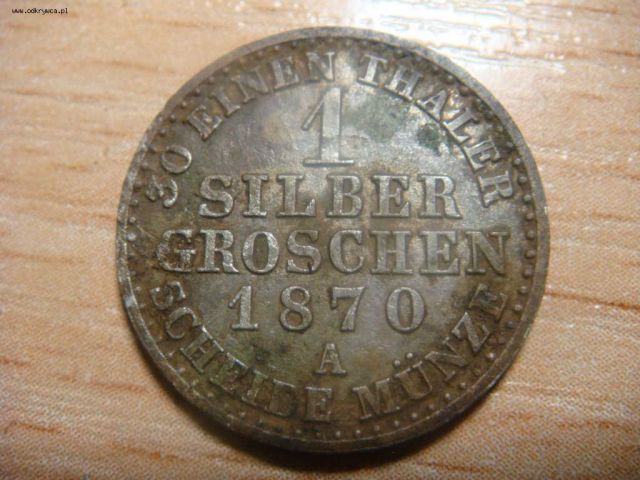 www.odkrywca.pl
30 EINEN THALER
1
SILBER
GROSCHEN
1870
A
SCHEIDE MÜNZE